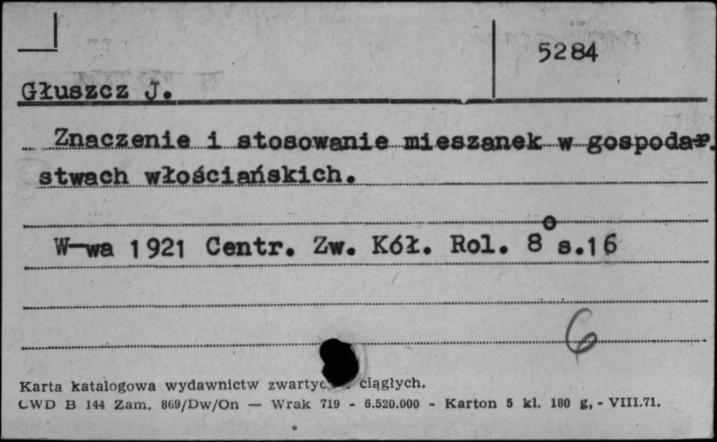 5284
Głuszcz J.
Znaczenie i stosowanie mieszanek w gospodar.
stwach włościańskich.
W-wa 1921 Centr. Zw. Kół. Rol. 8° s.16
6
Karta katalogowa wydawnictw ciągłych.
CWD B 144 Zam. 869/Dw/On — Wrak 719 - 6.520.000 - Karton 5 kl. 180 g, - VIII.71.